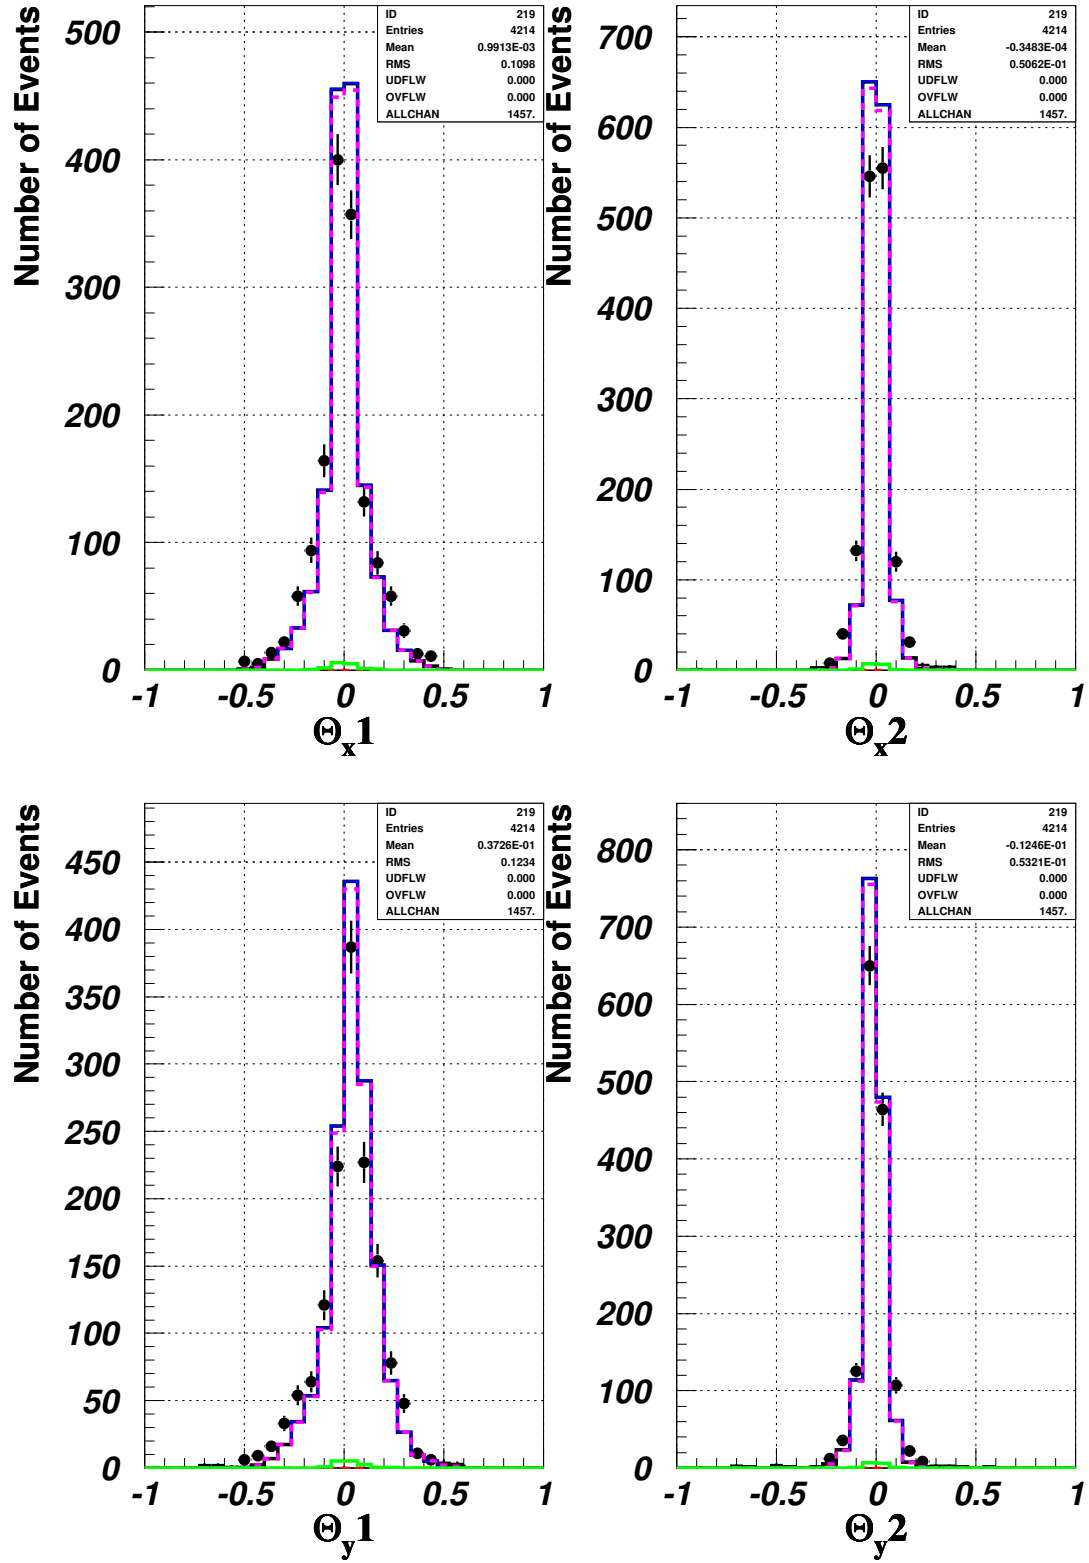 Number of Events
500
400
300
200
100
0
-1 -0.5 0 0.5 1
Θx1
ID 219
Entries 4214
Mean 0.9913E-03
RMS 0.1098
UDFLW 0.000
OVFLW 0.000
ALLCHAN 1457.
Number of Events
700
600
500
400
300
200
100
0
-1 -0.5 0 0.5 1
Θx2
ID 219
Entries 4214
Mean -0.3483E-04
RMS 0.5062E-01
UDFLW 0.000
OVFLW 0.000
ALLCHAN 1457.
Number of Events
450
400
350
300
250
200
150
100
50
0
-1 -0.5 0 0.5 1
Θy1
ID 219
Entries 4214
Mean 0.3726E-01
RMS 0.1234
UDFLW 0.000
OVFLW 0.000
ALLCHAN 1457.
Number of Events
800
700
600
500
400
300
200
100
0
-1 -0.5 0 0.5 1
Θy2
ID 219
Entries 4214
Mean -0.1246E-01
RMS 0.5321E-01
UDFLW 0.000
OVFLW 0.000
ALLCHAN 1457.